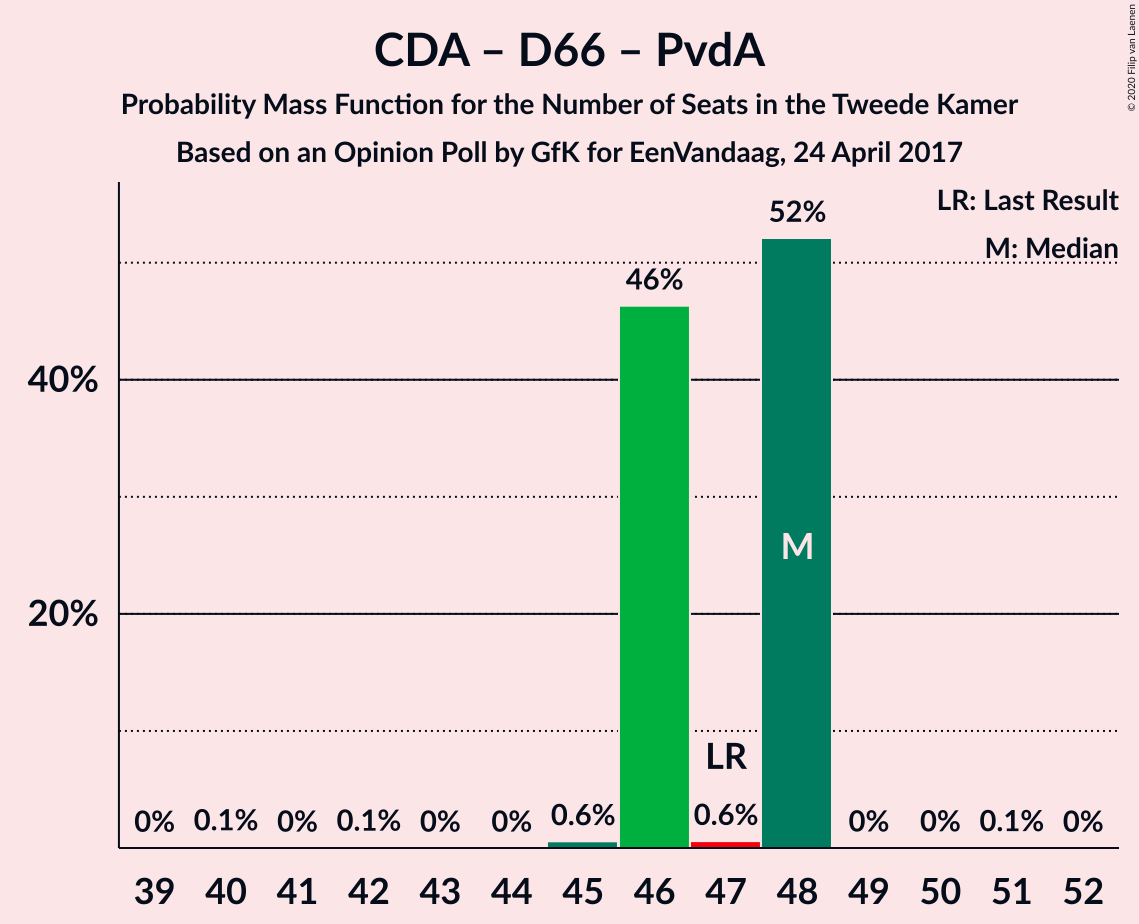 CDA – D66 – PvdA
Probability Mass Function for the Number of Seats in the Tweede Kamer
Based on an Opinion Poll by GfK for EenVandaag, 24 April 2017
© 2020 Filip van Laenen
LR: Last Result
M: Median
52%
46%
40%
M
20%
LR
0% 0.1% 0% 0.1% 0% 0% 0.6% 0.6% 0% 0% 0.1% 0%
39 40 41 42 43 44 45 46 47 48 49 50 51 52